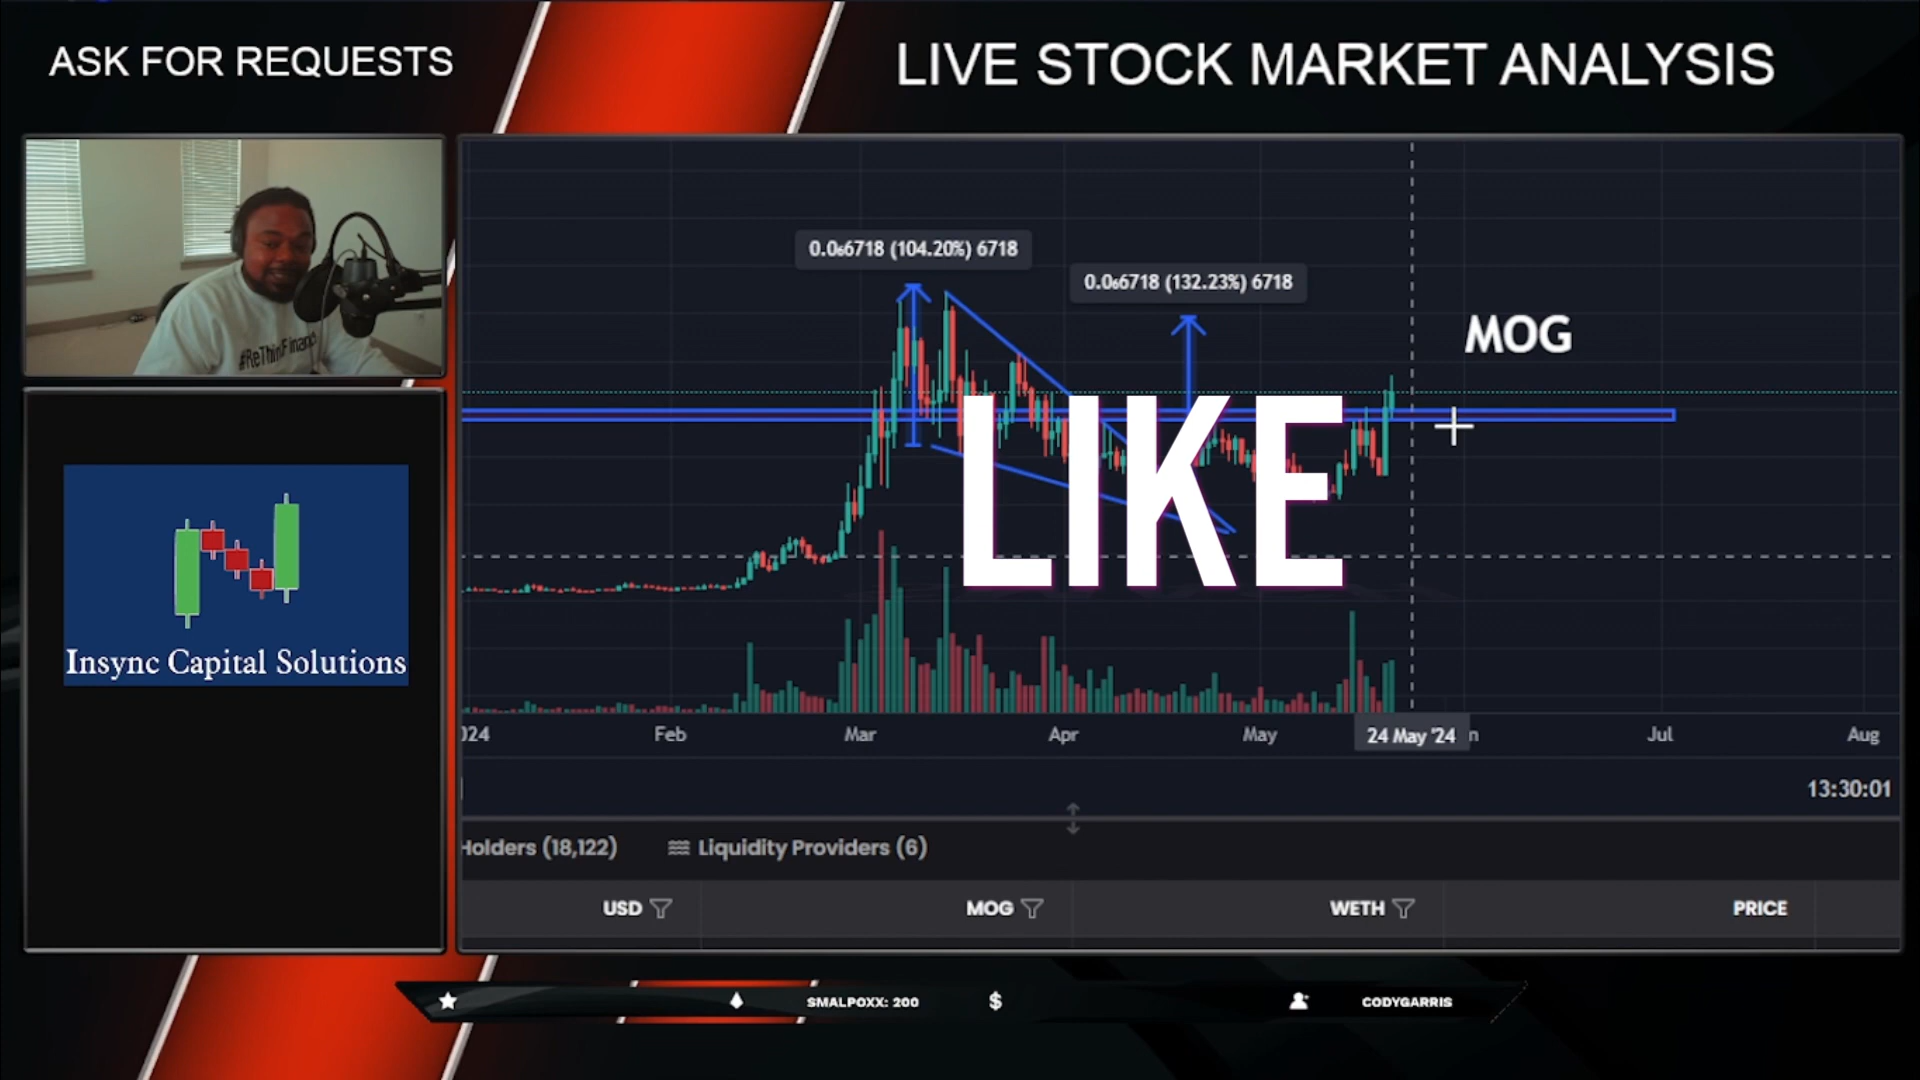 ASK FOR REQUESTS
LIVE STOCK MARKET ANALYSIS
#ReThinkFinance
0.0₆6718 (104.20%) 6718
0.0₆6718 (132.23%) 6718
MOG
LIKE
Insync Capital Solutions
024 Feb Mar Apr May 24 May '24 n Jul Aug
13:30:01
Holders (18,122) Liquidity Providers (6)
USD MOG WETH PRICE
SMALPOXX: 200 $ CODYGARRIS